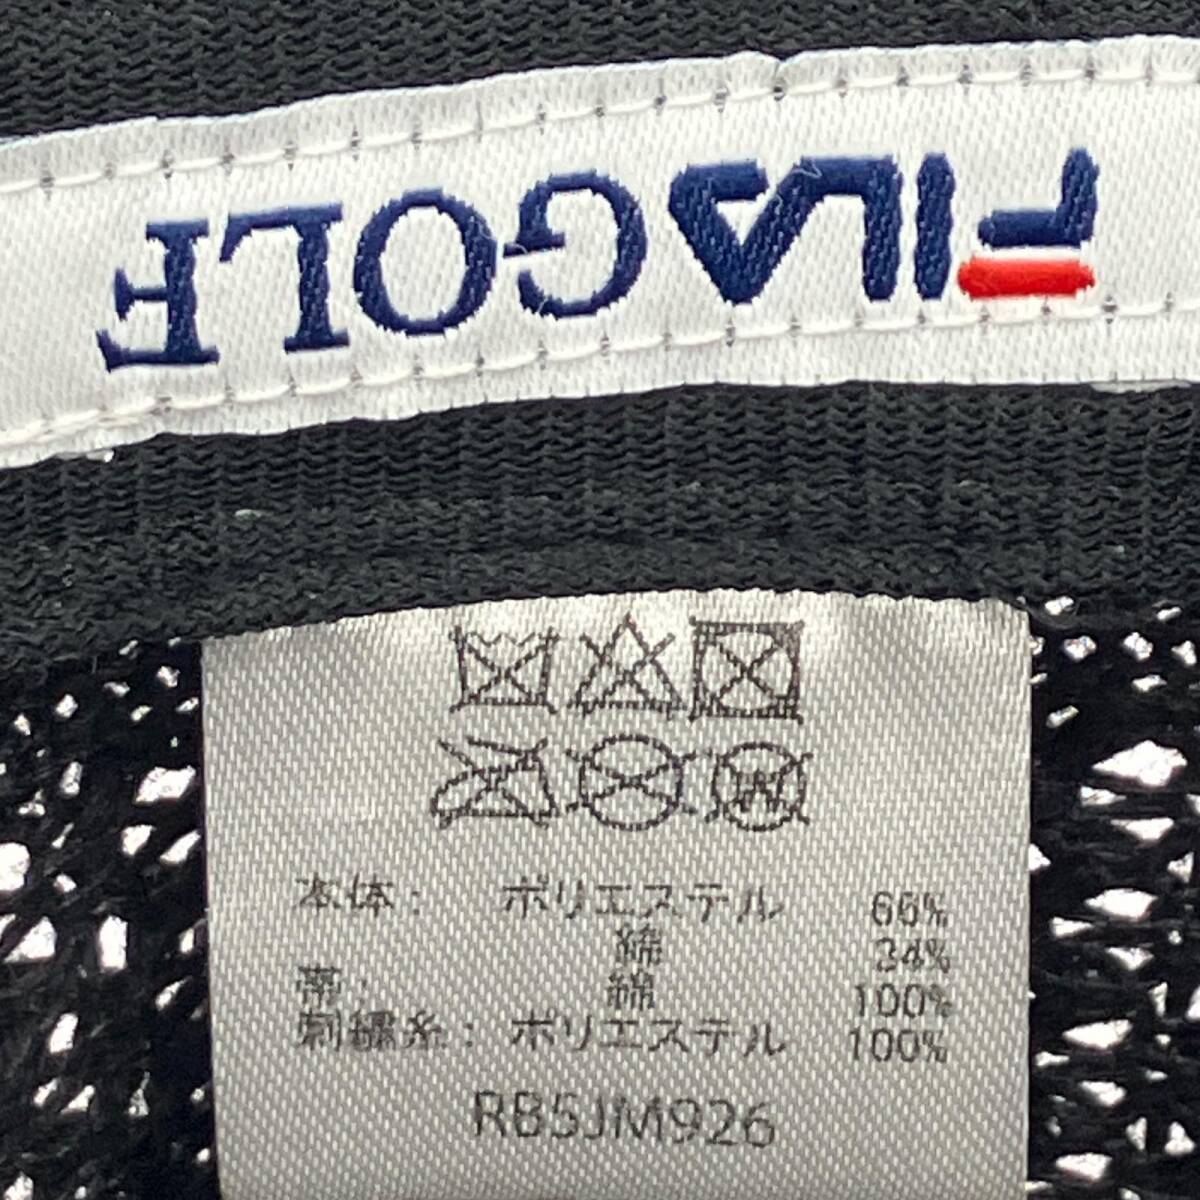 FILA GOLF
本体： ポリエステル 66%
綿 34%
帯： 綿 100%
刺繍糸： ポリエステル 100%
RB5JM926